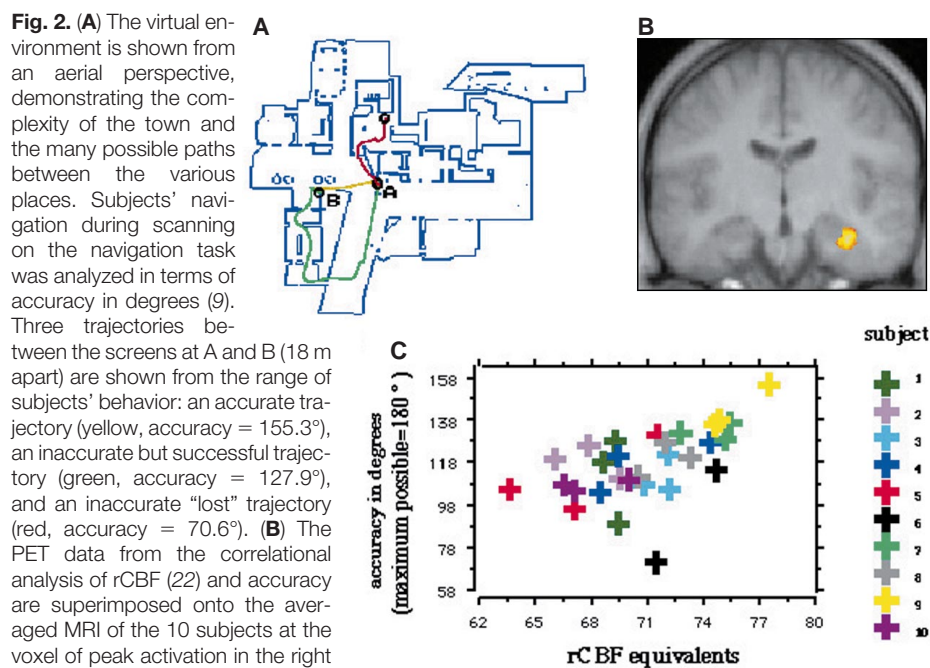 Fig. 2. (A) The virtual en-
vironment is shown from
an aerial perspective,
demonstrating the com-
plexity of the town and
the many possible paths
between the various
places. Subjects' navi-
gation during scanning
on the navigation task
was analyzed in terms of
accuracy in degrees (9).
Three trajectories be-
tween the screens at A and B (18 m
apart) are shown from the range of
subjects' behavior: an accurate tra-
jectory (yellow, accuracy = 155.3°),
an inaccurate but successful trajec-
tory (green, accuracy = 127.9°),
and an inaccurate "lost" trajectory
(red, accuracy = 70.6°). (B) The
PET data from the correlational
analysis of rCBF (22) and accuracy
are superimposed onto the aver-
aged MRI of the 10 subjects at the
voxel of peak activation in the right
A
B
A
B
C
accuracy in degrees
(maximum possible=180°)
158
138
118
98
78
58
62 65 68 71 74 77 80
rCBF equivalents
subject
1
2
3
4
5
6
7
8
9
10